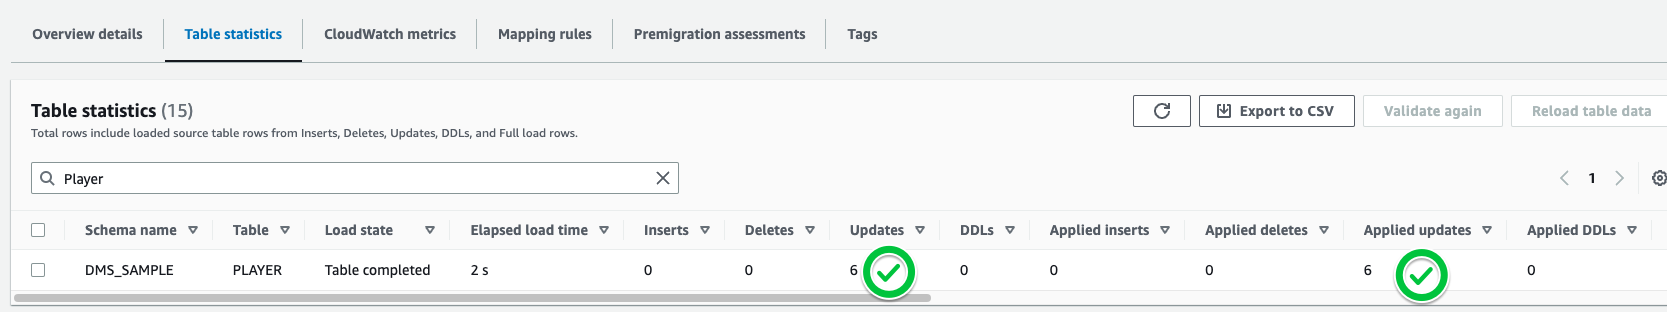 Overview details Table statistics CloudWatch metrics Mapping rules Premigration assessments Tags
Table statistics (15)
Export to CSV Validate again Reload table data
Total rows include loaded source table rows from Inserts, Deletes, Updates, DDLs, and Full load rows.
Player 1
Schema name Table Load state Elapsed load time Inserts Deletes Updates DDLs Applied inserts Applied deletes Applied updates Applied DDLs
DMS_SAMPLE PLAYER Table completed 2 s 0 0 6 0 0 0 6 0